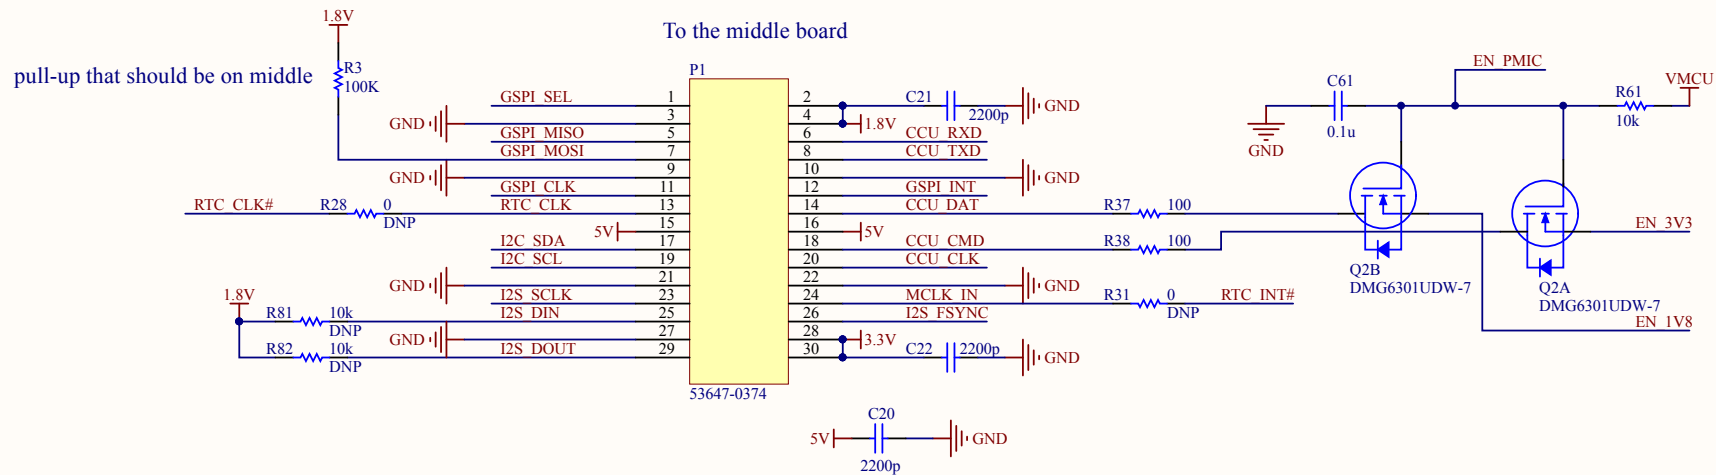 1.8V
To the middle board
pull-up that should be on middle
R3
100K
P1
EN_PMIC
C61
0.1u
GND
VMCU
R61
10k
GSPI_SEL 1 2 C21 2200p GND
GND 3 4 1.8V
GSPI_MISO 5 6 CCU_RXD
GSPI_MOSI 7 8 CCU_TXD
GND 9 10 GND
GSPI_CLK 11 12 GSPI_INT
RTC_CLK# R28 0 DNP RTC_CLK 13 14 CCU_DAT R37 100
5V 15 16 5V
EN_3V3
I2C_SDA 17 18 CCU_CMD R38 100
I2C_SCL 19 20 CCU_CLK
Q2B
DMG6301UDW-7
Q2A
DMG6301UDW-7
GND 21 22 GND
1.8V
I2S_SCLK 23 24 MCLK_IN R31 0 DNP RTC_INT#
R81 10k DNP I2S_DIN 25 26 I2S_FSYNC
EN_1V8
GND 27 28 3.3V
R82 10k DNP I2S_DOUT 29 30 C22 2200p GND
53647-0374
C20
5V GND
2200p